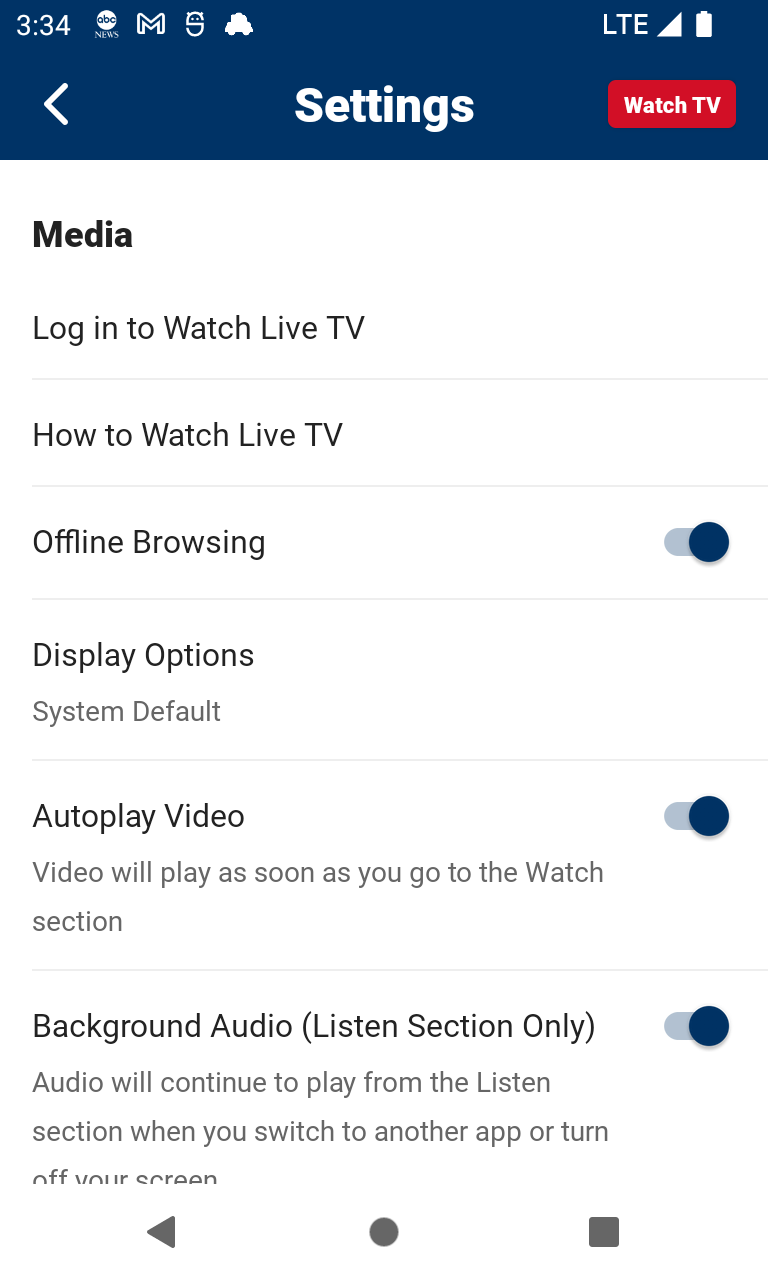 3:34
abc
NEWS
LTE
Settings
Watch TV
Media
Log in to Watch Live TV
How to Watch Live TV
Offline Browsing
Display Options
System Default
Autoplay Video
Video will play as soon as you go to the Watch
section
Background Audio (Listen Section Only)
Audio will continue to play from the Listen
section when you switch to another app or turn
off your screen